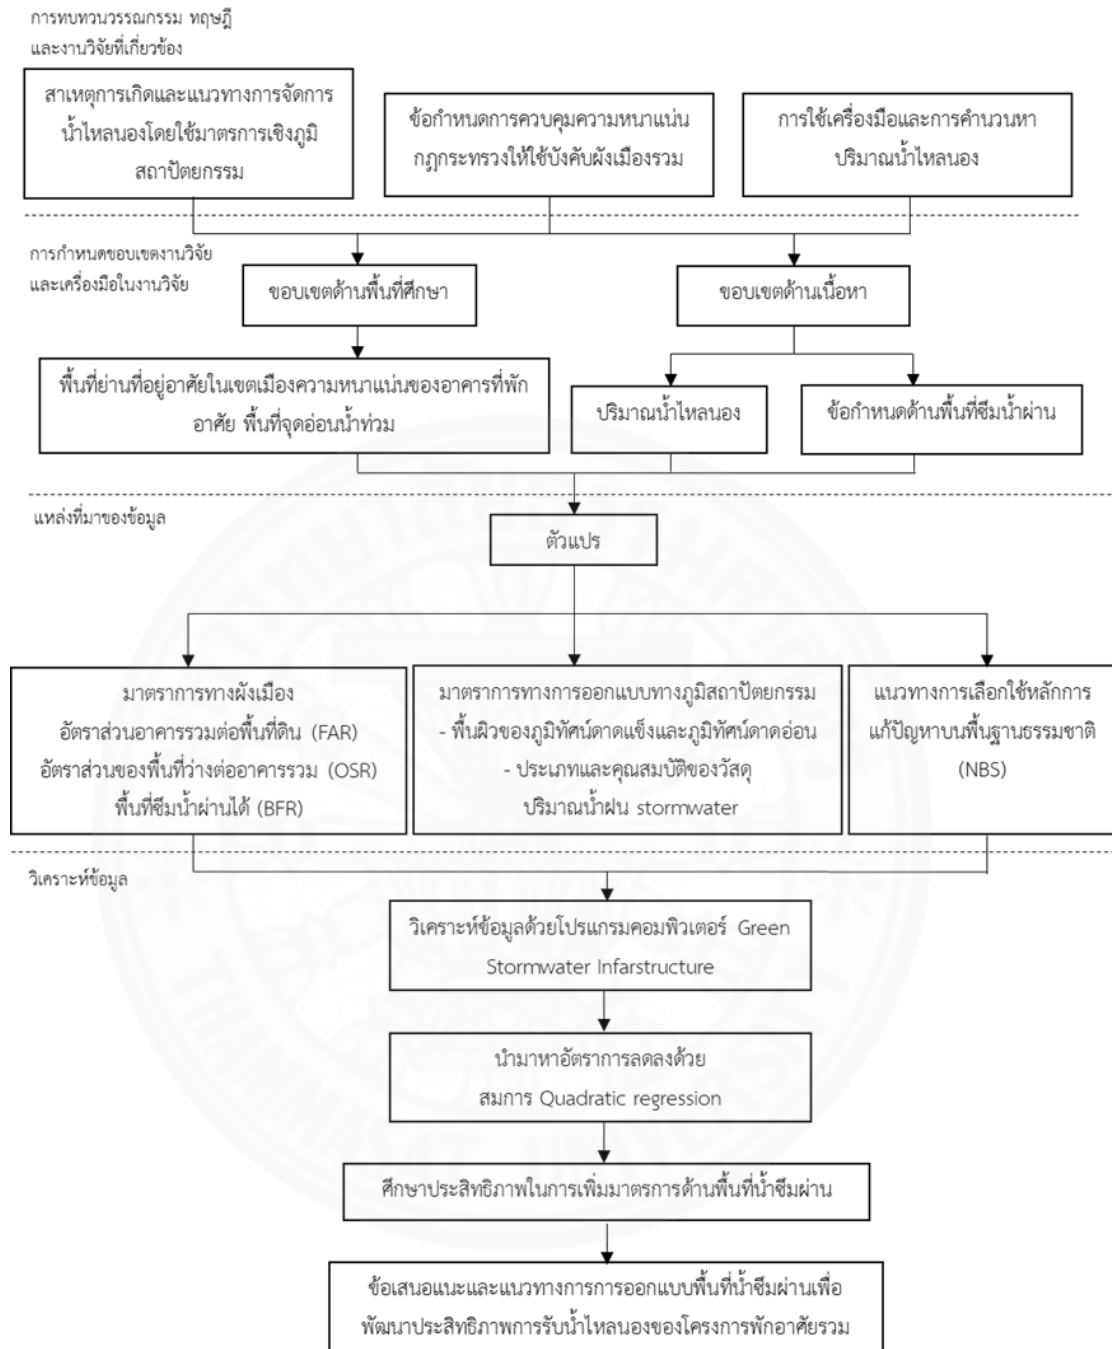 การทบทวนวรรณกรรม ทฤษฎี
และงานวิจัยที่เกี่ยวข้อง
สาเหตุการเกิดและแนวทางการจัดการ
น้ำไหลนองโดยใช้มาตรการเชิงภูมิ
สถาปัตยกรรม
ข้อกำหนดการควบคุมความหนาแน่น
กฎกระทรวงให้ใช้บังคับผังเมืองรวม
การใช้เครื่องมือและการคำนวนหา
ปริมาณน้ำไหลนอง
การกำหนดขอบเขตงานวิจัย
และเครื่องมือในงานวิจัย
ขอบเขตด้านพื้นที่ศึกษา
ขอบเขตด้านเนื้อหา
พื้นที่ย่านที่อยู่อาศัยในเขตเมืองความหนาแน่นของอาคารที่พัก
อาศัย พื้นที่จุดอ่อนน้ำท่วม
ปริมาณน้ำไหลนอง
ข้อกำหนดด้านพื้นที่ซึมน้ำผ่าน
แหล่งที่มาของข้อมูล
ตัวแปร
มาตราการทางผังเมือง
อัตราส่วนอาคารรวมต่อพื้นที่ดิน (FAR)
อัตราส่วนของพื้นที่ว่างต่ออาคารรวม (OSR)
พื้นที่ซึมน้ำผ่านได้ (BFR)
มาตราการทางการออกแบบทางภูมิสถาปัตยกรรม
- พื้นผิวของภูมิทัศน์ดาดแข็งและภูมิทัศน์ดาดอ่อน
- ประเภทและคุณสมบัติของวัสดุ
ปริมาณน้ำฝน stormwater
แนวทางการเลือกใช้หลักการ
แก้ปัญหาบนพื้นฐานธรรมชาติ
(NBS)
วิเคราะห์ข้อมูล
วิเคราะห์ข้อมูลด้วยโปรแกรมคอมพิวเตอร์ Green
Stormwater Infarstructure
นำมาหาอัตราการลดลงด้วย
สมการ Quadratic regression
ศึกษาประสิทธิภาพในการเพิ่มมาตรการด้านพื้นที่น้ำซึมผ่าน
ข้อเสนอแนะและแนวทางการการออกแบบพื้นที่น้ำซึมผ่านเพื่อ
พัฒนาประสิทธิภาพการรับน้ำไหลนองของโครงการพักอาศัยรวม
THAMMASAT UNIVERSITY